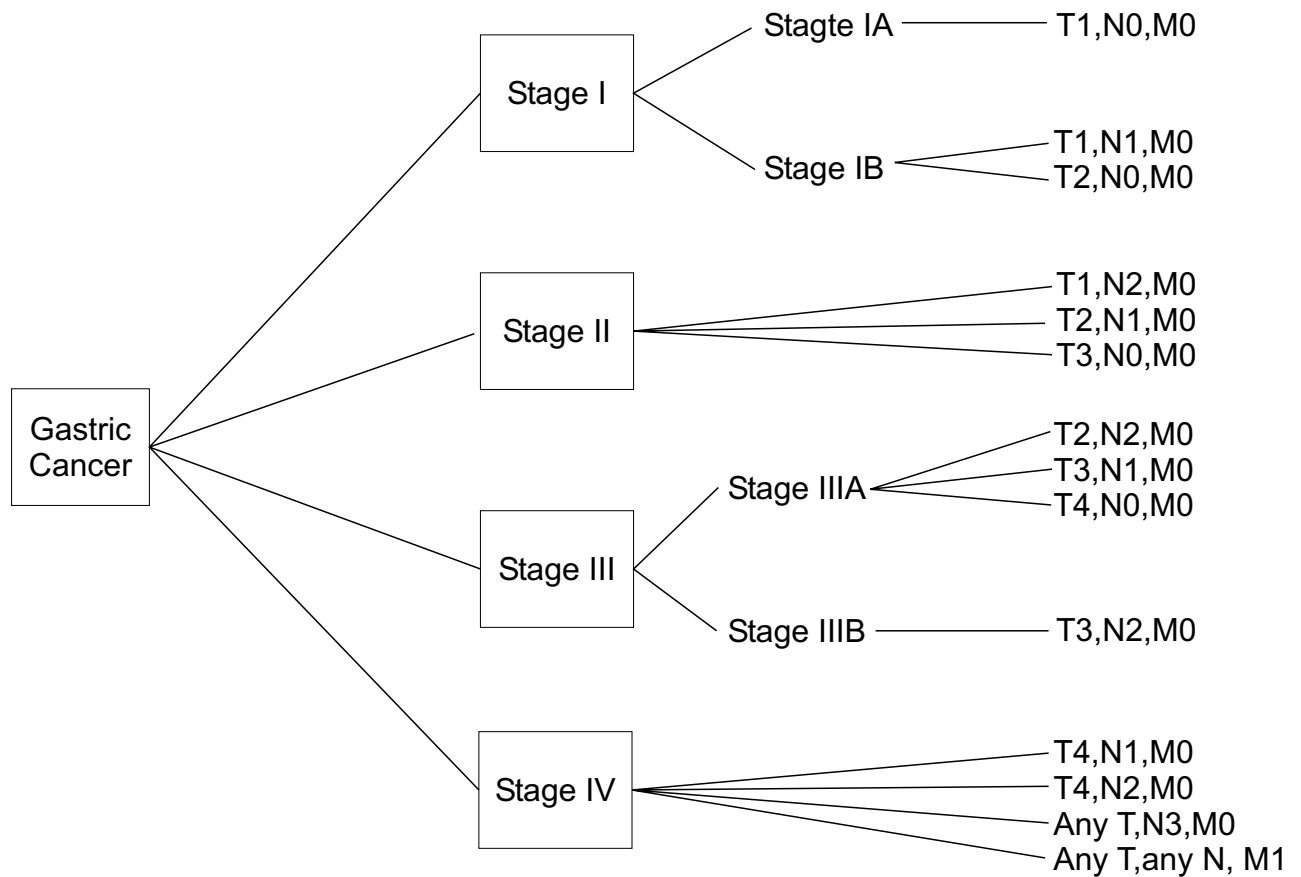 Stagte IA
T1,N0,M0
Stage I
Stage IB
T1,N1,M0
T2,N0,M0
Stage II
T1,N2,M0
T2,N1,M0
T3,N0,M0
Gastric
Cancer
Stage III
Stage IIIA
T2,N2,M0
T3,N1,M0
T4,N0,M0
Stage IIIB
T3,N2,M0
Stage IV
T4,N1,M0
T4,N2,M0
Any T,N3,M0
Any T,any N, M1